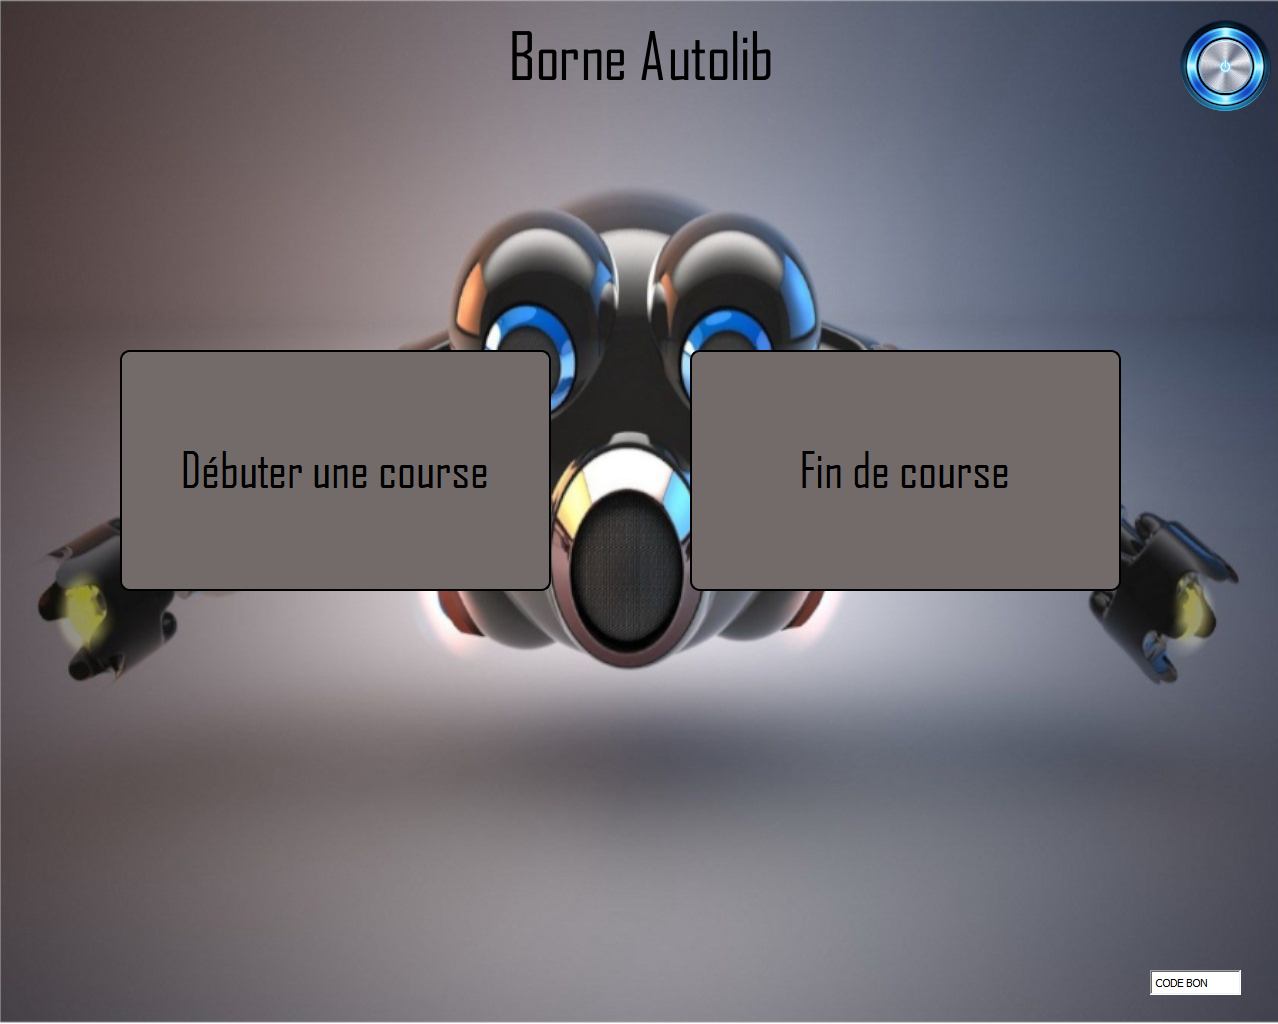 Borne Autolib
Débuter une course
Fin de course
CODE BON